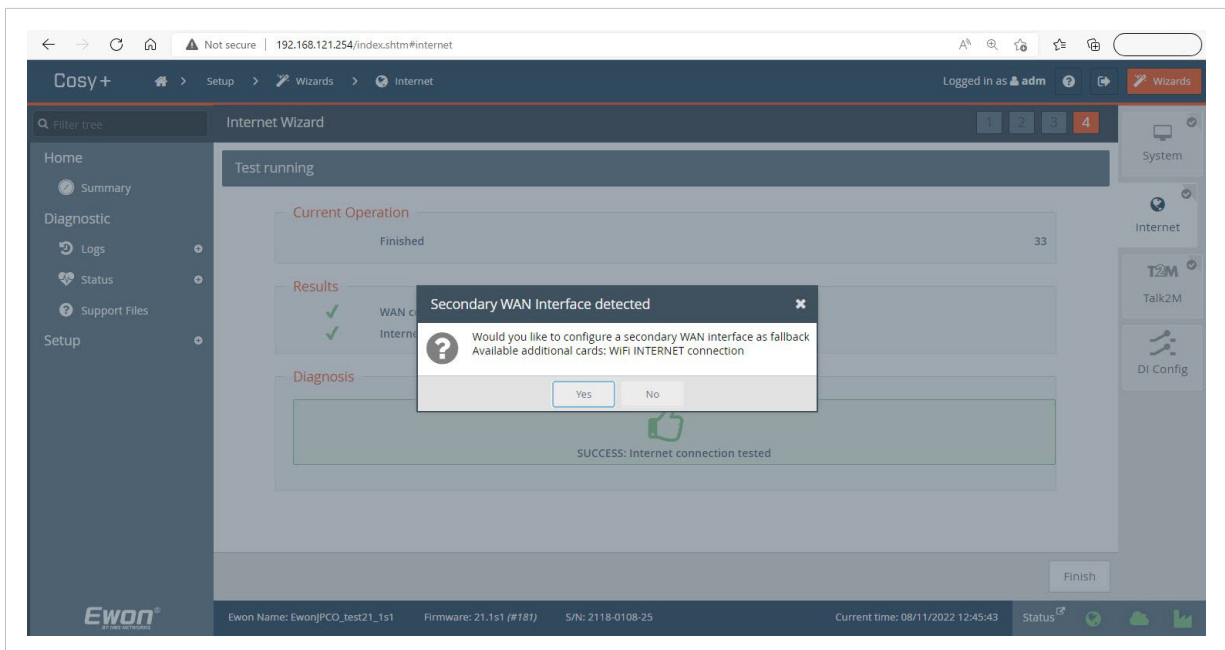 Not secure 192.168.121.254/index.shtm#internet
Cosy+ Setup > Wizards > Internet Logged in as adm Wizards
Filter tree
Internet Wizard 1 2 3 4
Home
Summary
Diagnostic
Logs
Status
Support Files
Setup
Test running
Current Operation
Finished 33
Results
WAN c
Interne
Diagnosis
SUCCESS: Internet connection tested
Secondary WAN Interface detected
Would you like to configure a secondary WAN interface as fallback
Available additional cards: WiFi INTERNET connection
Yes No
Finish
System
Internet
T2M
Talk2M
DI Config
Ewon®
BY HMS NETWORKS
Ewon Name: EwonJPCO_test21_1s1 Firmware: 21.1s1 (#181) S/N: 2118-0108-25 Current time: 08/11/2022 12:45:43 Status